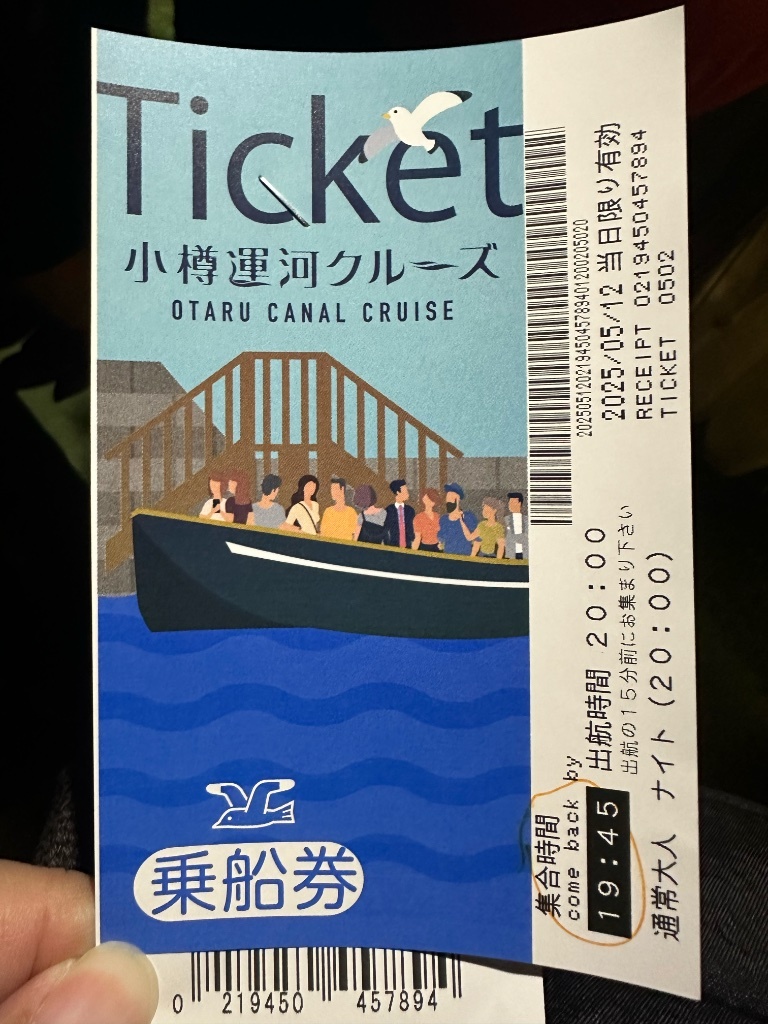 Ticket
小樽運河クルーズ
OTARU CANAL CRUISE
乗船券
0 219450 457894
20250512021945045789401200205020
2025/05/12 当日限り有効
RECEIPT 0219450457894
TICKET 0502
出航時間 20:00
出航の15分前にお集まり下さい
集合時間
come back by
19:45
通常大人 ナイト(20:00)